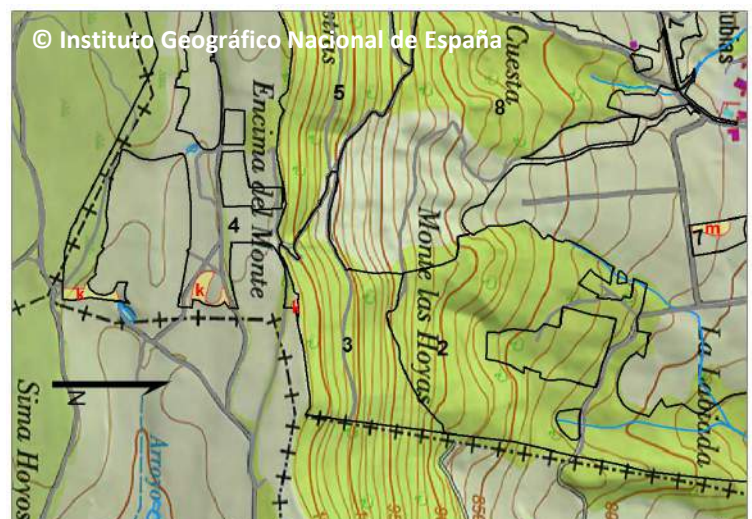 © Instituto Geográfico Nacional de España
Cuesta
5
8
Encima del Monte
4
Monte las Hoyas
7
m
k
k
k
3
2
La Labrada
N
Sima Hoyos
Arroyo